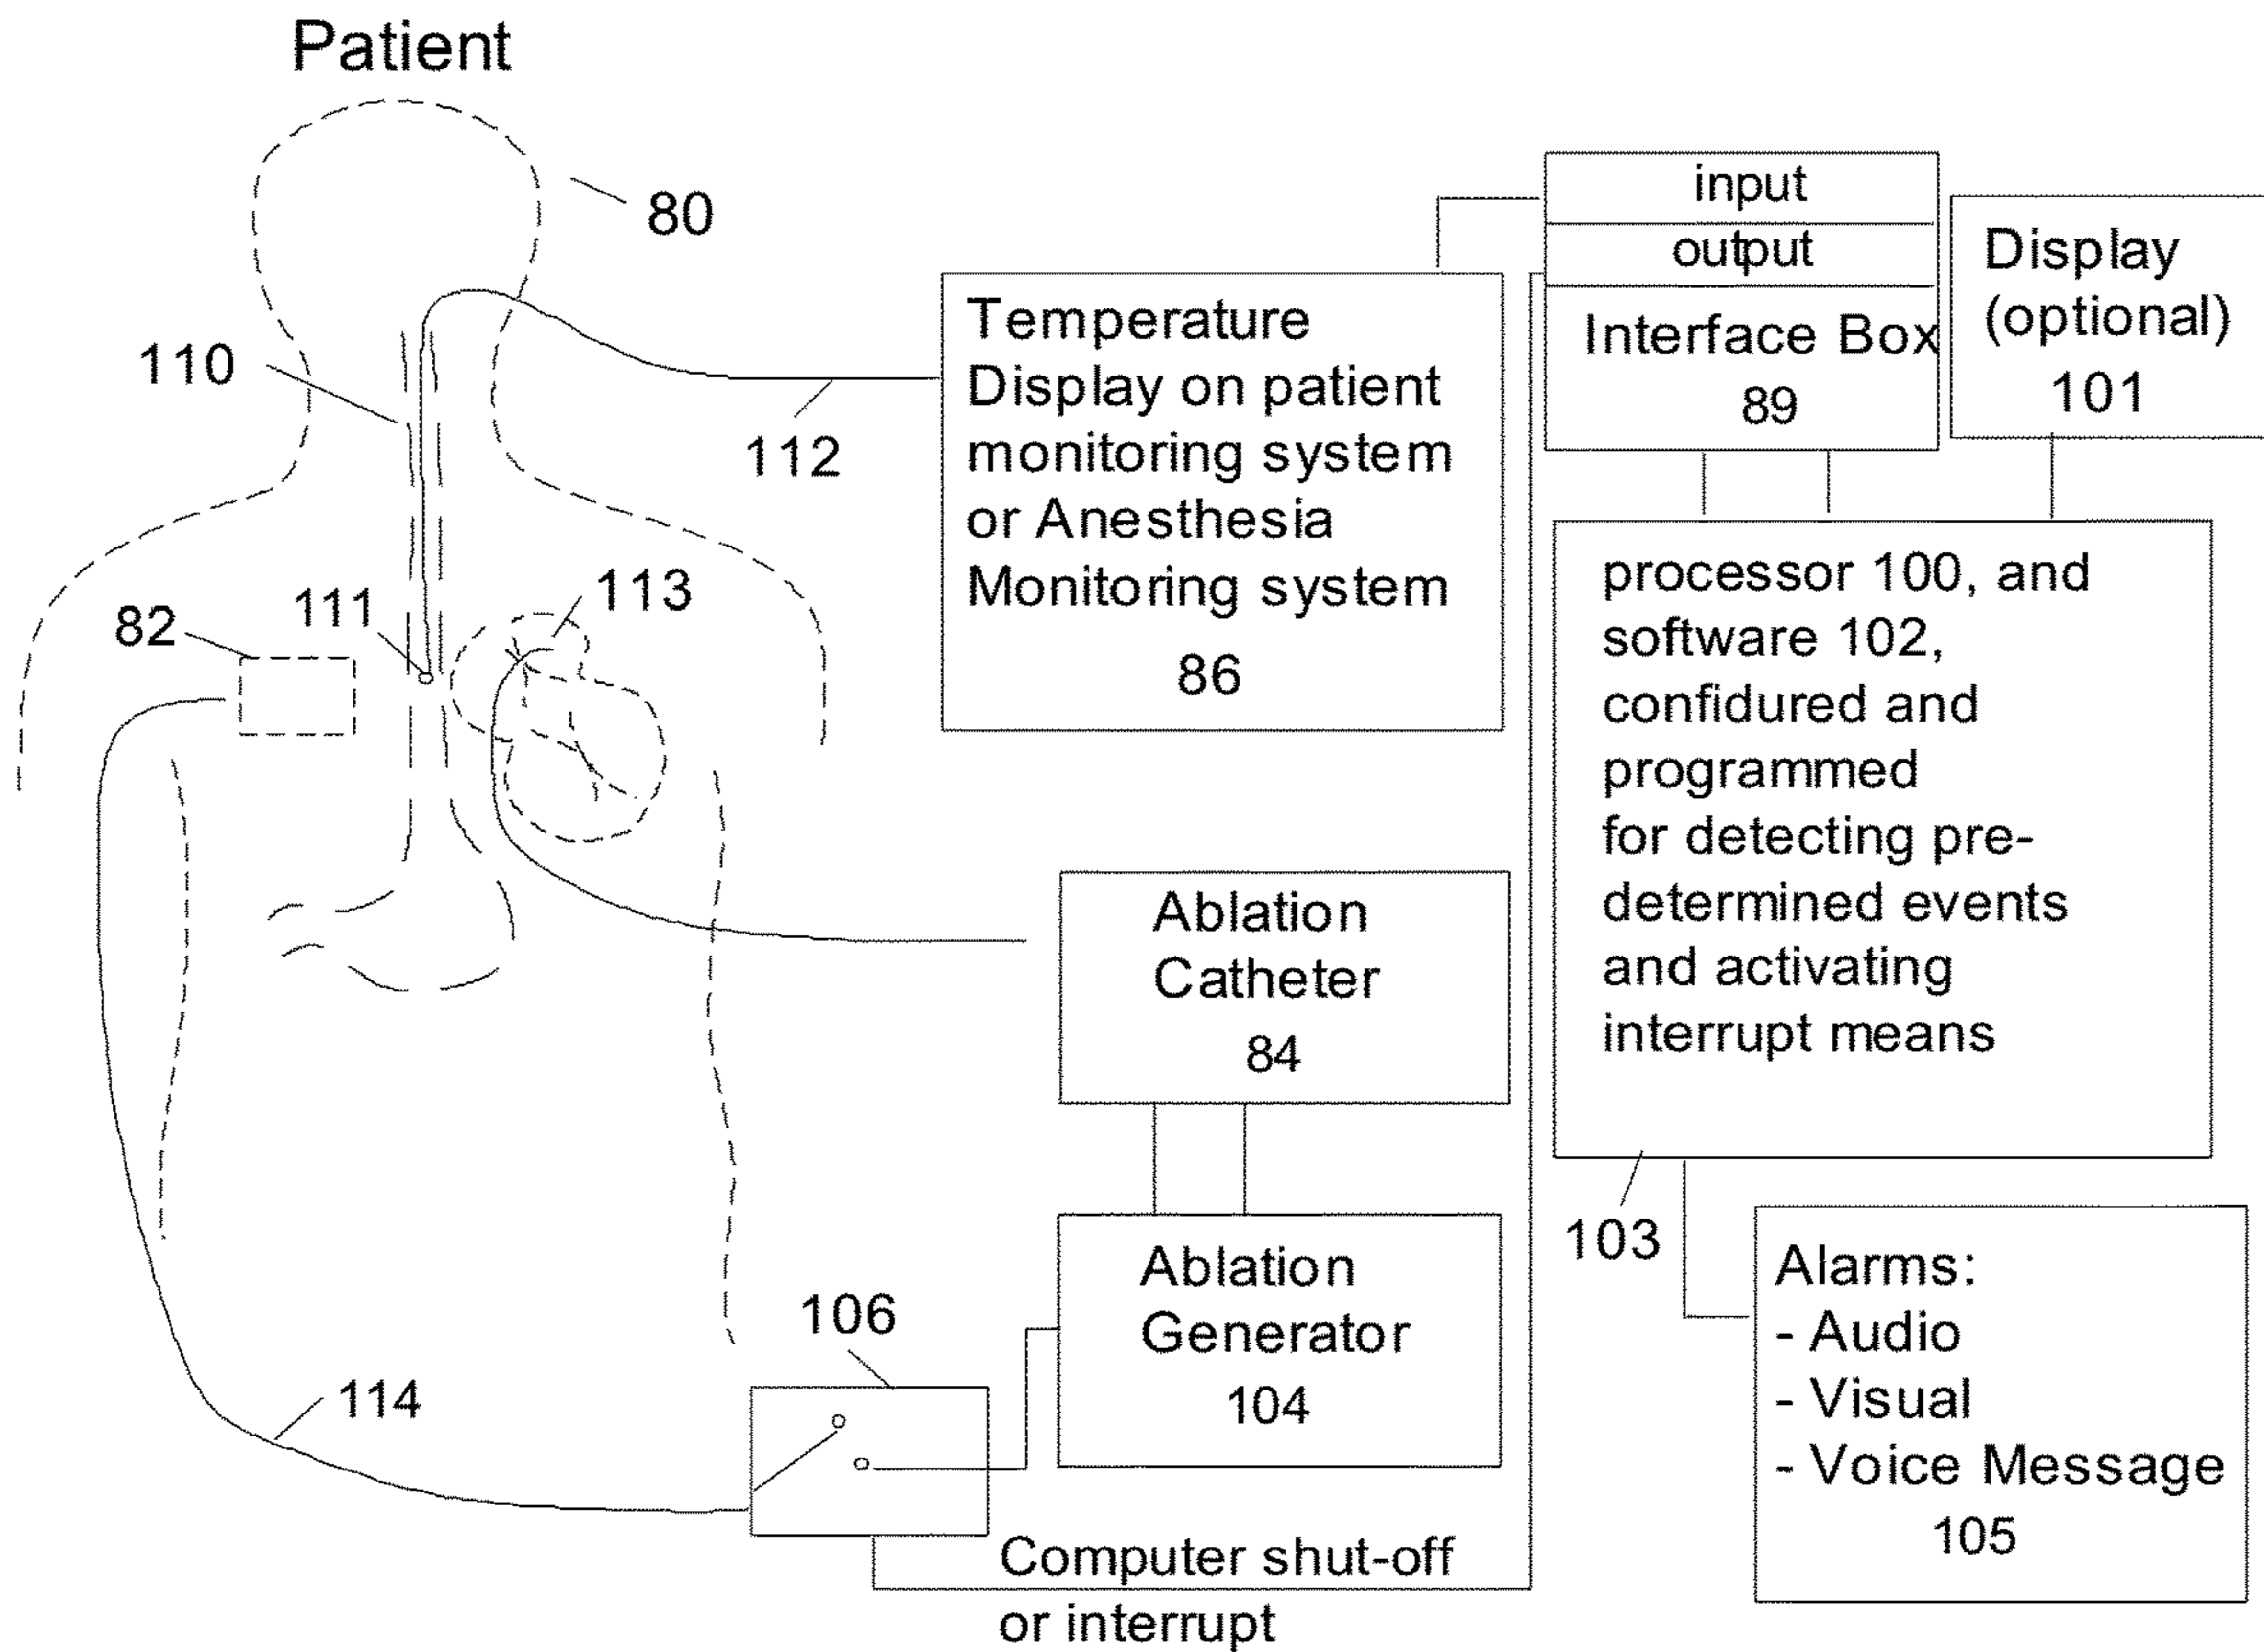 Patient
80
110
112
82
111
113
Temperature
Display on patient
monitoring system
or Anesthesia
Monitoring system
86
input
output
Interface Box
89
Display
(optional)
101
processor 100, and
software 102,
confidured and
programmed
for detecting pre-
determined events
and activating
interrupt means
103
Ablation
Catheter
84
Ablation
Generator
104
106
114
Computer shut-off
or interrupt
Alarms:
- Audio
- Visual
- Voice Message
105